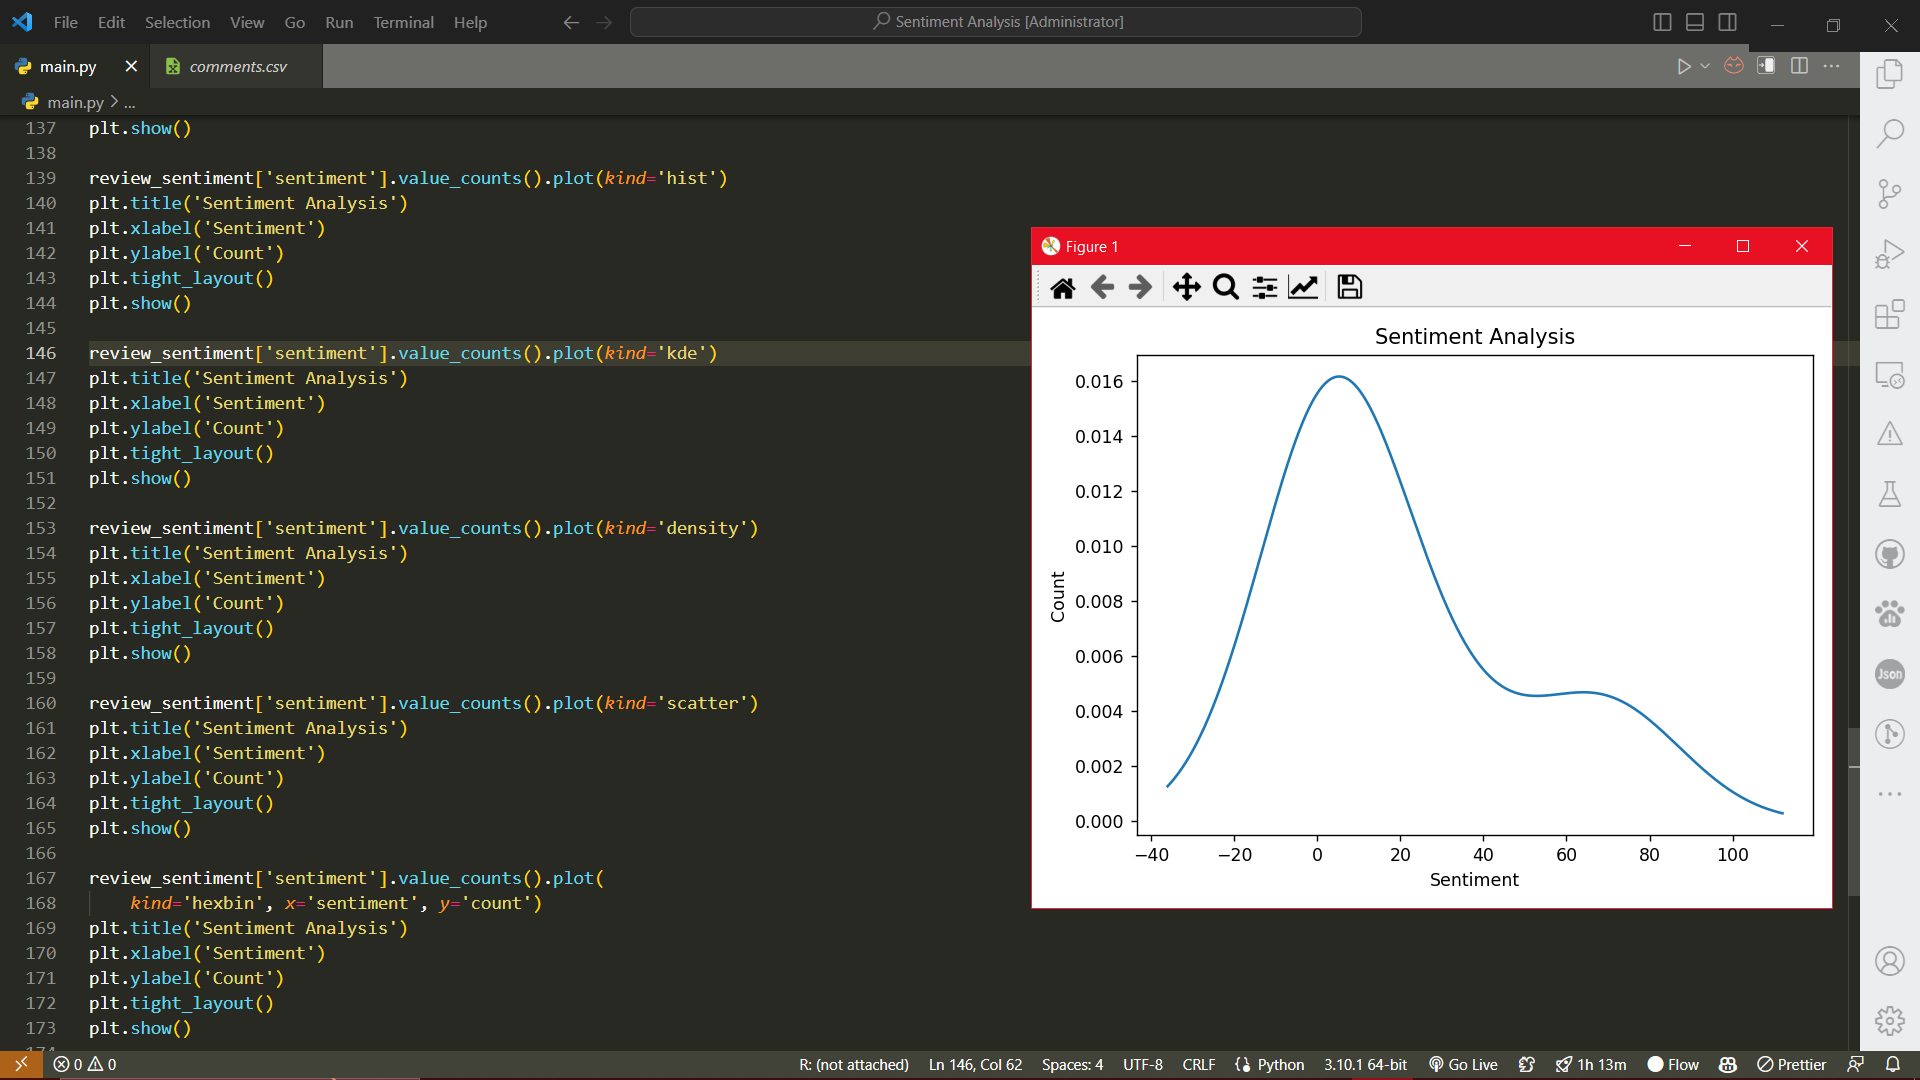 File Edit Selection View Go Run Terminal Help
Sentiment Analysis [Administrator]
main.py
comments.csv
main.py > ...
137 plt.show()
138
139 review_sentiment['sentiment'].value_counts().plot(kind='hist')
140 plt.title('Sentiment Analysis')
141 plt.xlabel('Sentiment')
142 plt.ylabel('Count')
143 plt.tight_layout()
144 plt.show()
145
146 review_sentiment['sentiment'].value_counts().plot(kind='kde')
147 plt.title('Sentiment Analysis')
148 plt.xlabel('Sentiment')
149 plt.ylabel('Count')
150 plt.tight_layout()
151 plt.show()
152
153 review_sentiment['sentiment'].value_counts().plot(kind='density')
154 plt.title('Sentiment Analysis')
155 plt.xlabel('Sentiment')
156 plt.ylabel('Count')
157 plt.tight_layout()
158 plt.show()
159
160 review_sentiment['sentiment'].value_counts().plot(kind='scatter')
161 plt.title('Sentiment Analysis')
162 plt.xlabel('Sentiment')
163 plt.ylabel('Count')
164 plt.tight_layout()
165 plt.show()
166
167 review_sentiment['sentiment'].value_counts().plot(
168 kind='hexbin', x='sentiment', y='count')
169 plt.title('Sentiment Analysis')
170 plt.xlabel('Sentiment')
171 plt.ylabel('Count')
172 plt.tight_layout()
173 plt.show()
Figure 1
Sentiment Analysis
0.016
0.014
0.012
0.010
0.008
0.006
0.004
0.002
0.000
Count
−40 −20 0 20 40 60 80 100
Sentiment
Json
0 0
R: (not attached) Ln 146, Col 62 Spaces: 4 UTF-8 CRLF Python 3.10.1 64-bit Go Live 1h 13m Flow Prettier